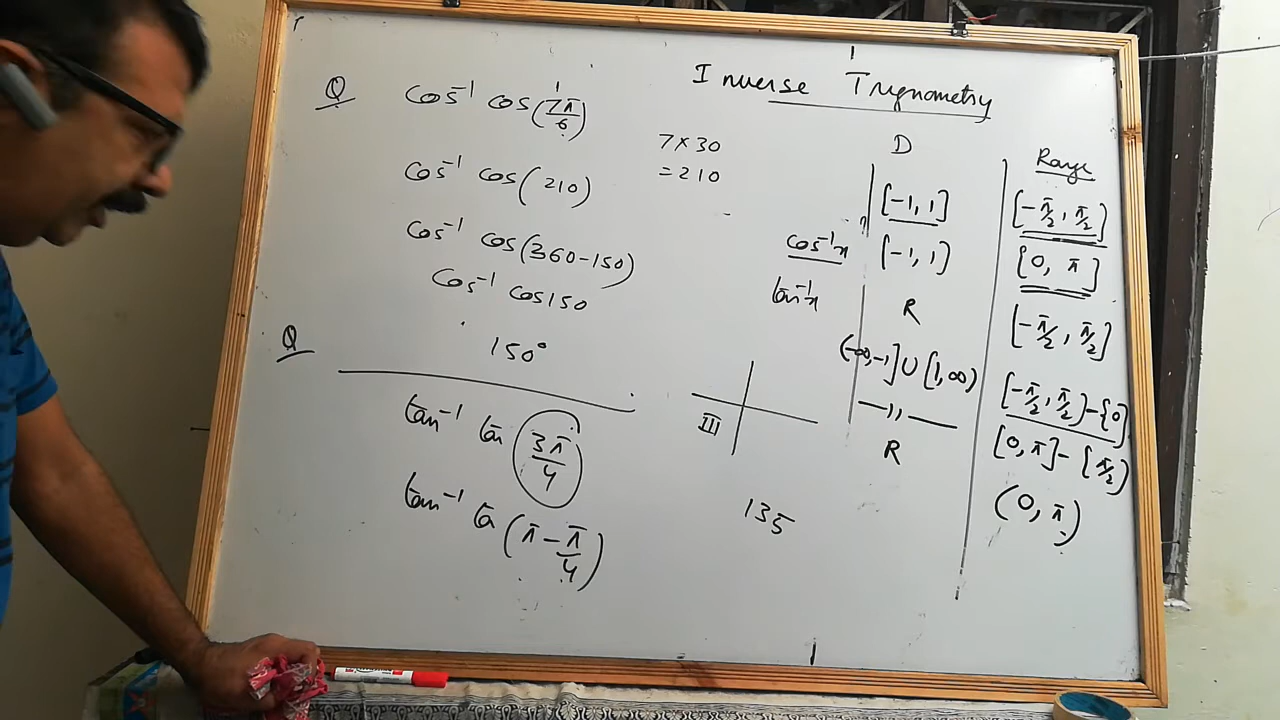 Inverse Trignometry
Q cos⁻¹ cos(7π/6)
7×30
=210
cos⁻¹ cos(210)
cos⁻¹ cos(360-150)
cos⁻¹ cos150
150°
Q
tan⁻¹ tan (3π/4)
tan⁻¹ ta (π-π/4)
III
135
D
[-1, 1]
cos⁻¹x [-1, 1]
tan⁻¹x R
(-∞,-1]∪[1,∞)
—11—
R
Range
[-π/2, π/2]
[0, π]
[-π/2, π/2]
[-π/2, π/2]-{0}
[0, π]-{π/2}
(0, π)